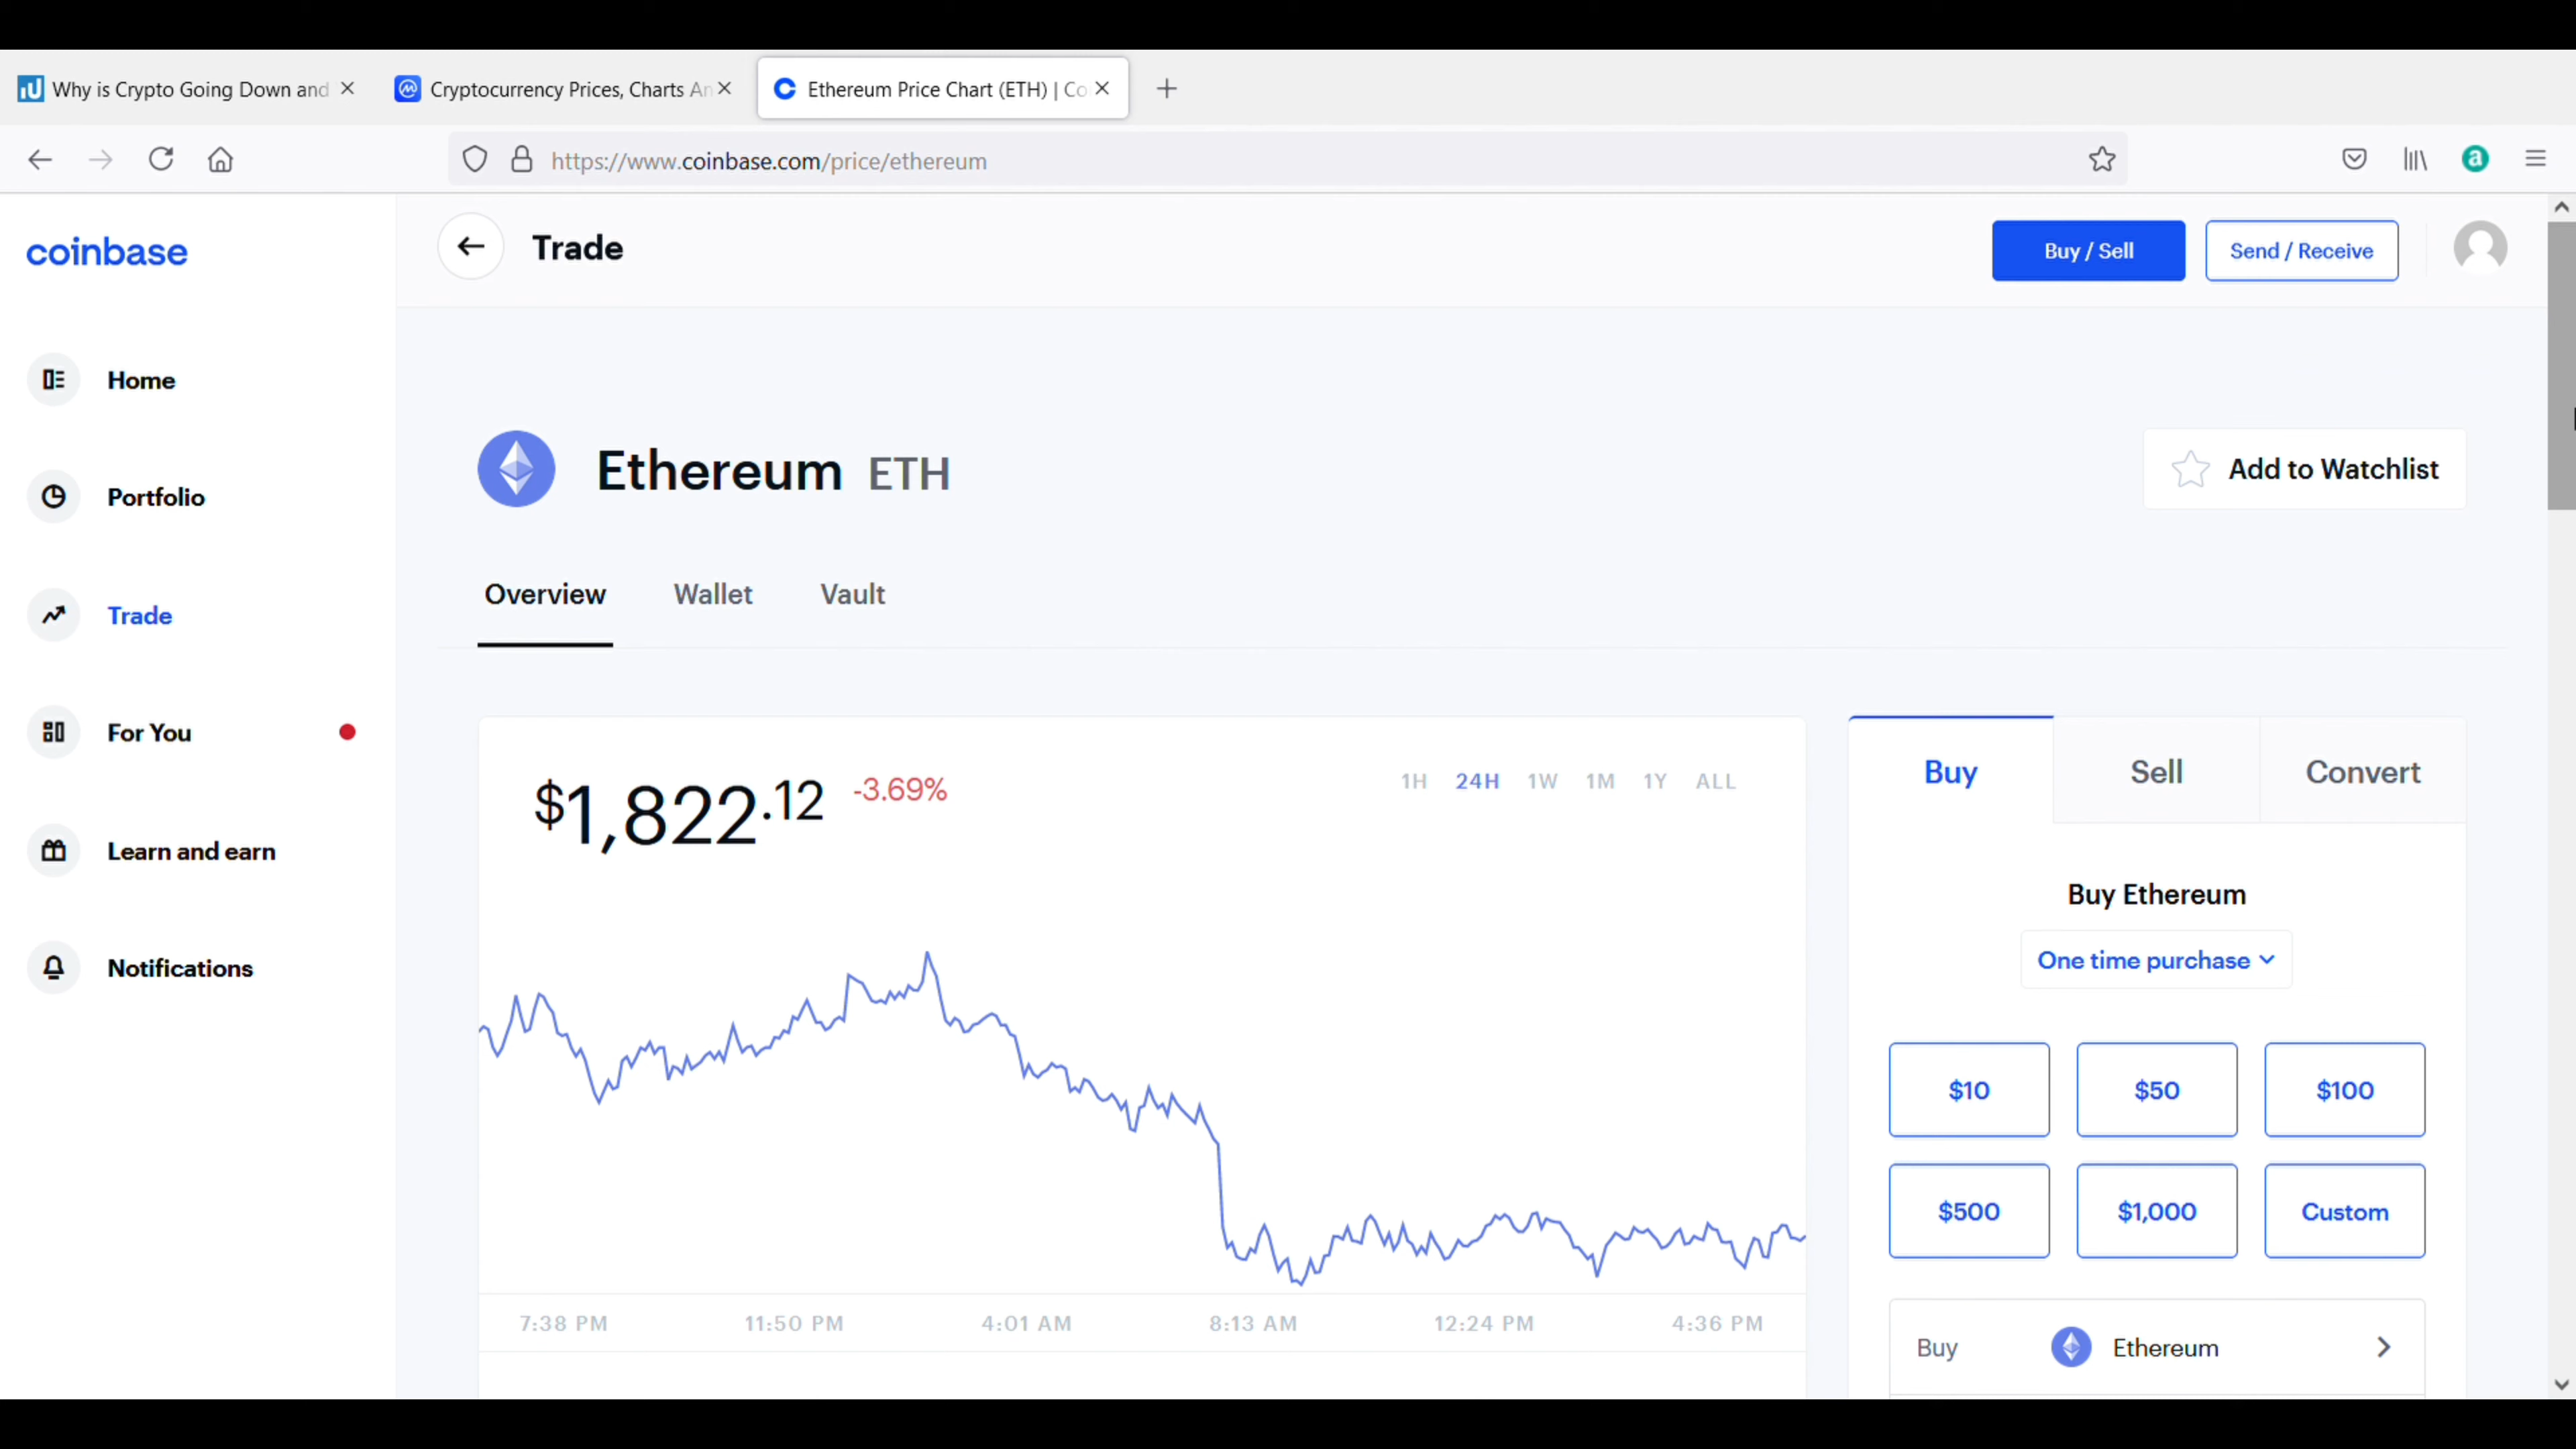 Why is Crypto Going Down and
Cryptocurrency Prices, Charts An
Ethereum Price Chart (ETH) | Co
https://www.coinbase.com/price/ethereum
a
coinbase
Trade
Buy / Sell
Send / Receive
Home
Portfolio
Trade
For You
Learn and earn
Notifications
Ethereum ETH
Add to Watchlist
Overview Wallet Vault
$1,822.12 -3.69%
1H 24H 1W 1M 1Y ALL
7:38 PM 11:50 PM 4:01 AM 8:13 AM 12:24 PM 4:36 PM
Buy Sell Convert
Buy Ethereum
One time purchase
$10 $50 $100
$500 $1,000 Custom
Buy Ethereum